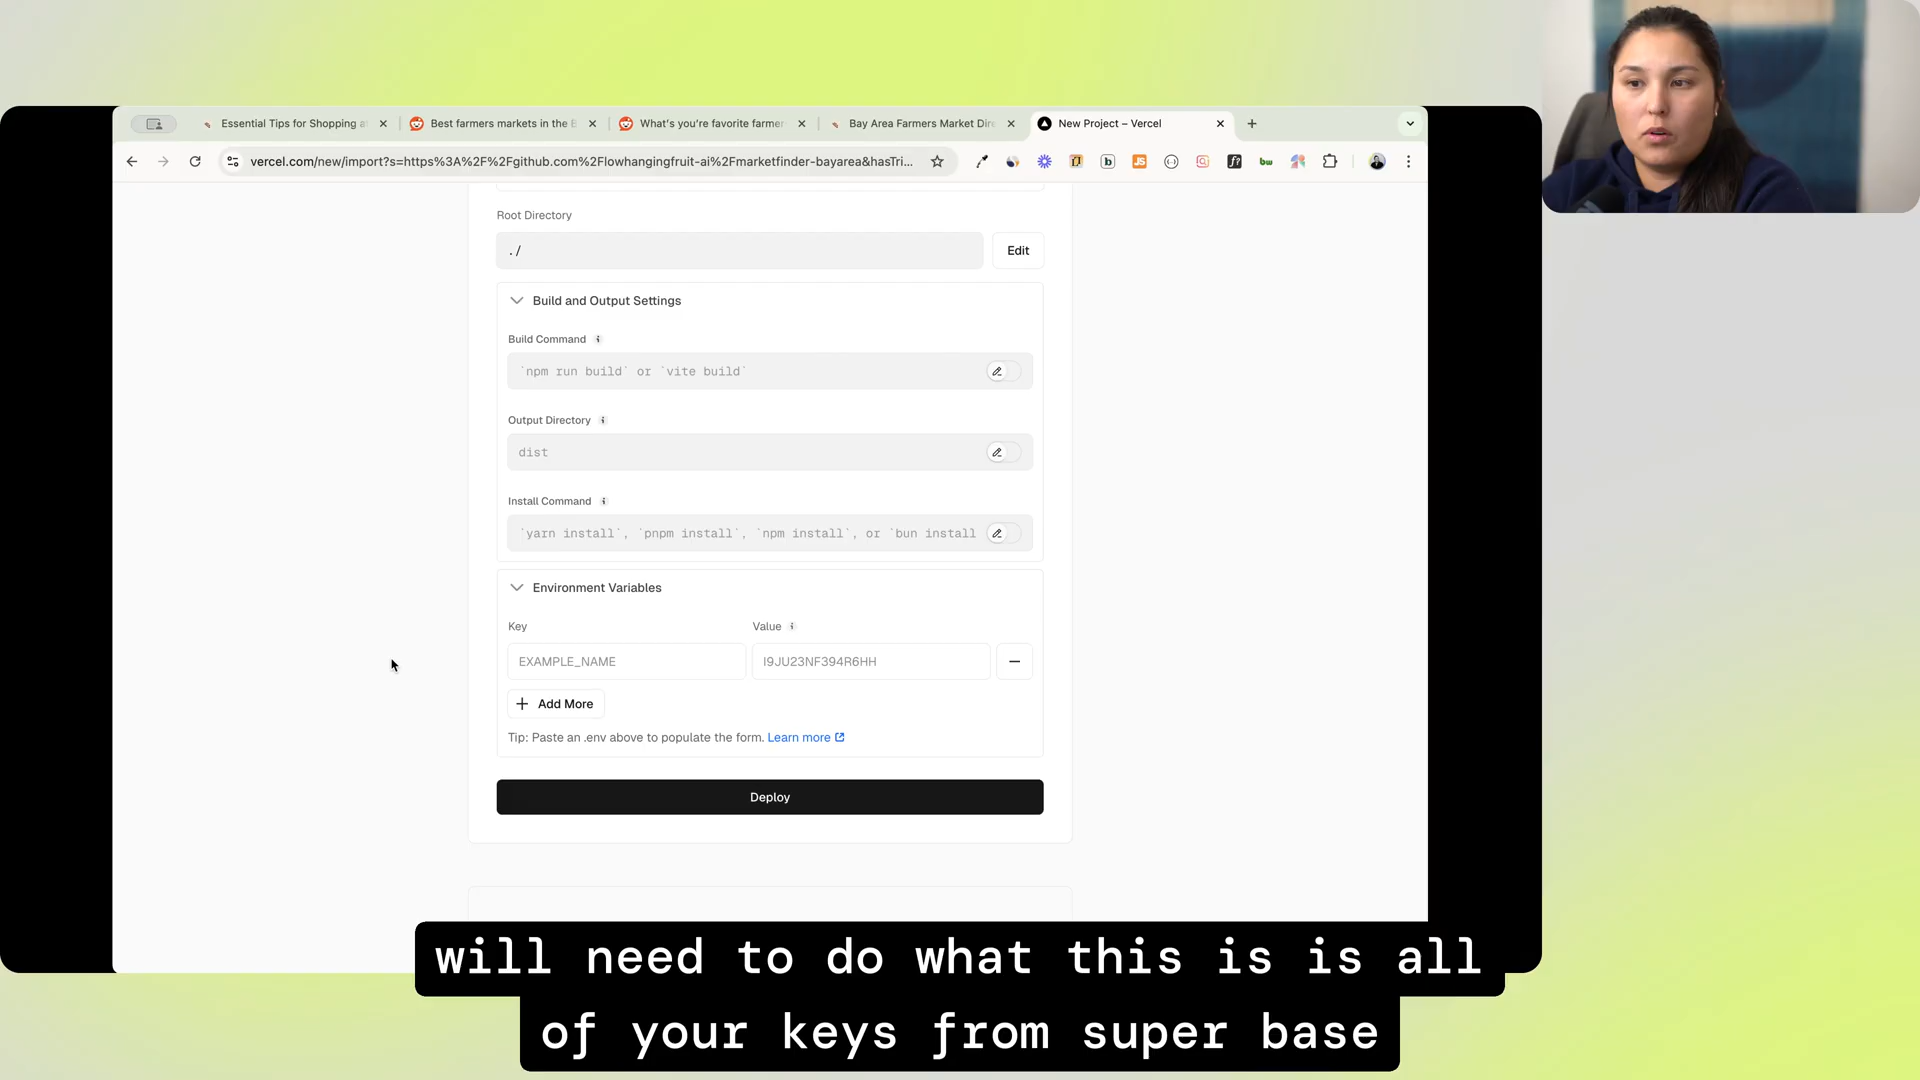 Essential Tips for Shopping a
Best farmers markets in the B
What's you're favorite farmer
Bay Area Farmers Market Dire
New Project – Vercel
vercel.com/new/import?s=https%3A%2F%2Fgithub.com%2Flowhangingfruit-ai%2Fmarketfinder-bayarea&hasTri...
Root Directory
./
Edit
Build and Output Settings
Build Command
`npm run build` or `vite build`
Output Directory
dist
Install Command
`yarn install`, `pnpm install`, `npm install`, or `bun install
Environment Variables
Key
Value
EXAMPLE_NAME
I9JU23NF394R6HH
Add More
Tip: Paste an .env above to populate the form. Learn more
Deploy
will need to do what this is is all
of your keys from super base